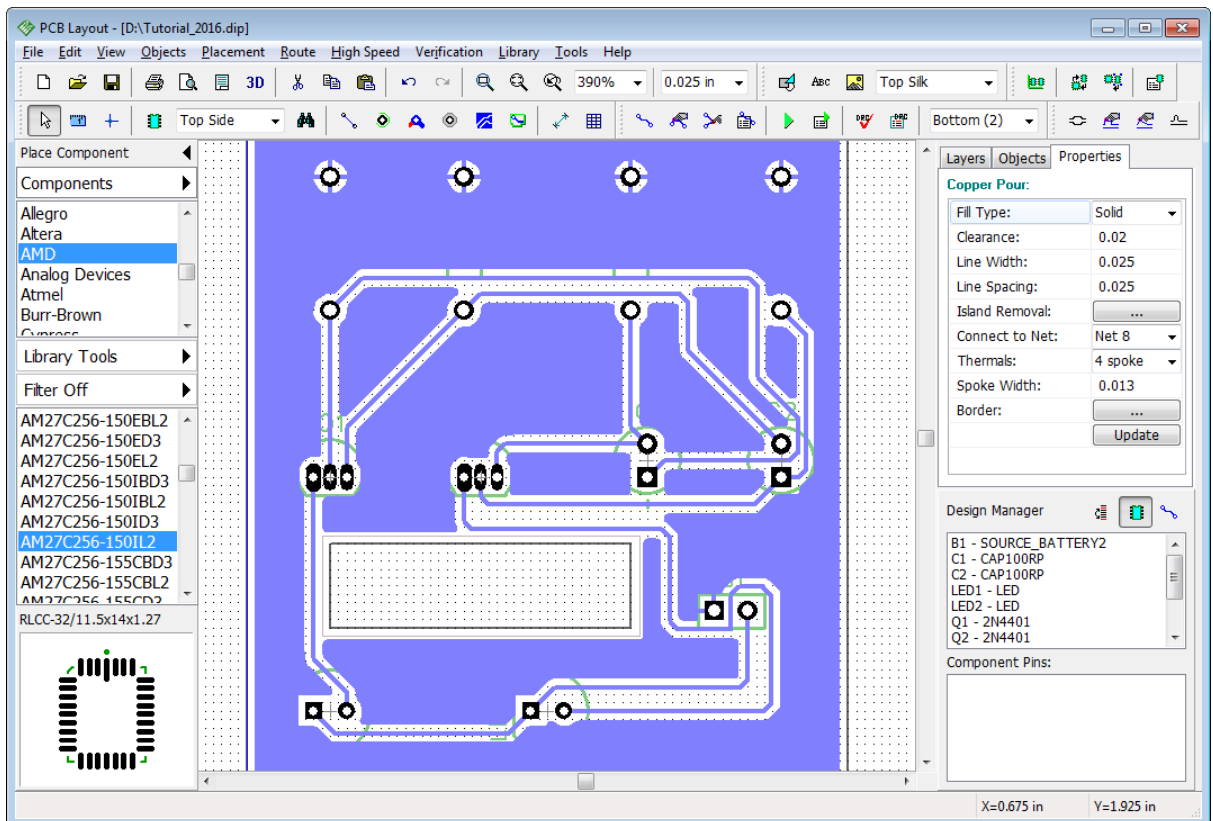 PCB Layout - [D:\Tutorial_2016.dip]
File Edit View Objects Placement Route High Speed Verification Library Tools Help
3D 390% 0.025 in ABC Top Silk
Top Side DRC DRC Bottom (2)
Place Component
Components
Allegro
Altera
AMD
Analog Devices
Atmel
Burr-Brown
Cypress
Library Tools
Filter Off
AM27C256-150EBL2
AM27C256-150ED3
AM27C256-150EL2
AM27C256-150IBD3
AM27C256-150IBL2
AM27C256-150ID3
AM27C256-150IL2
AM27C256-155CBD3
AM27C256-155CBL2
AM27C256-155CD3
RLCC-32/11.5x14x1.27
Layers Objects Properties
Copper Pour:
Fill Type: Solid
Clearance: 0.02
Line Width: 0.025
Line Spacing: 0.025
Island Removal: ...
Connect to Net: Net 8
Thermals: 4 spoke
Spoke Width: 0.013
Border: ...
Update
Design Manager
B1 - SOURCE_BATTERY2
C1 - CAP100RP
C2 - CAP100RP
LED1 - LED
LED2 - LED
Q1 - 2N4401
Q2 - 2N4401
Component Pins:
X=0.675 in Y=1.925 in